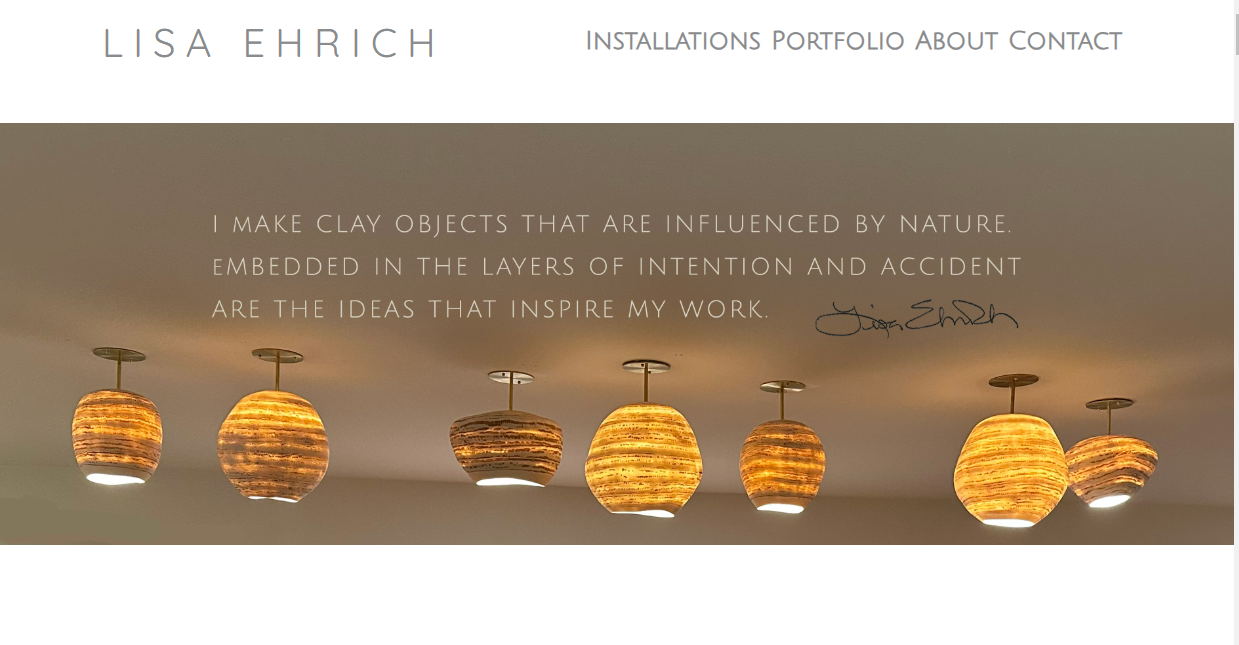 LISA EHRICH
INSTALLATIONS PORTFOLIO ABOUT CONTACT
I MAKE CLAY OBJECTS THAT ARE INFLUENCED BY NATURE.
EMBEDDED IN THE LAYERS OF INTENTION AND ACCIDENT
ARE THE IDEAS THAT INSPIRE MY WORK.
Lisa Ehrich